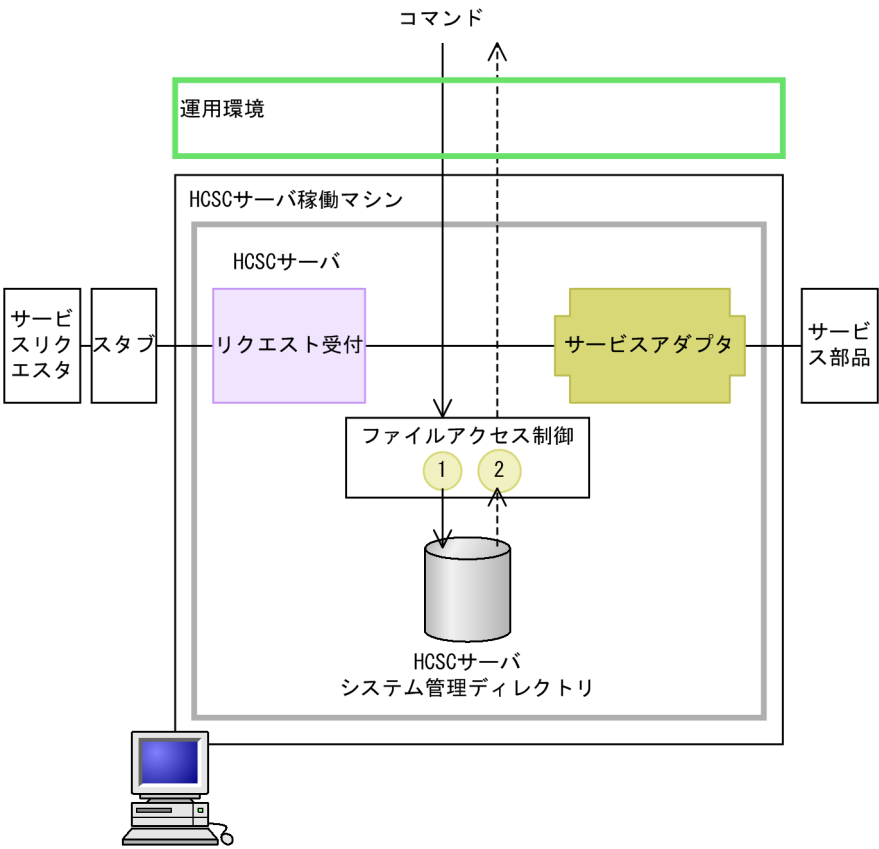 コマンド
運用環境
HCSCサーバ稼働マシン
HCSCサーバ
サービ
スリク
エスタ
スタブ
リクエスト受付
サービスアダプタ
サービ
ス部品
ファイルアクセス制御
1
2
HCSCサーバ
システム管理ディレクトリ